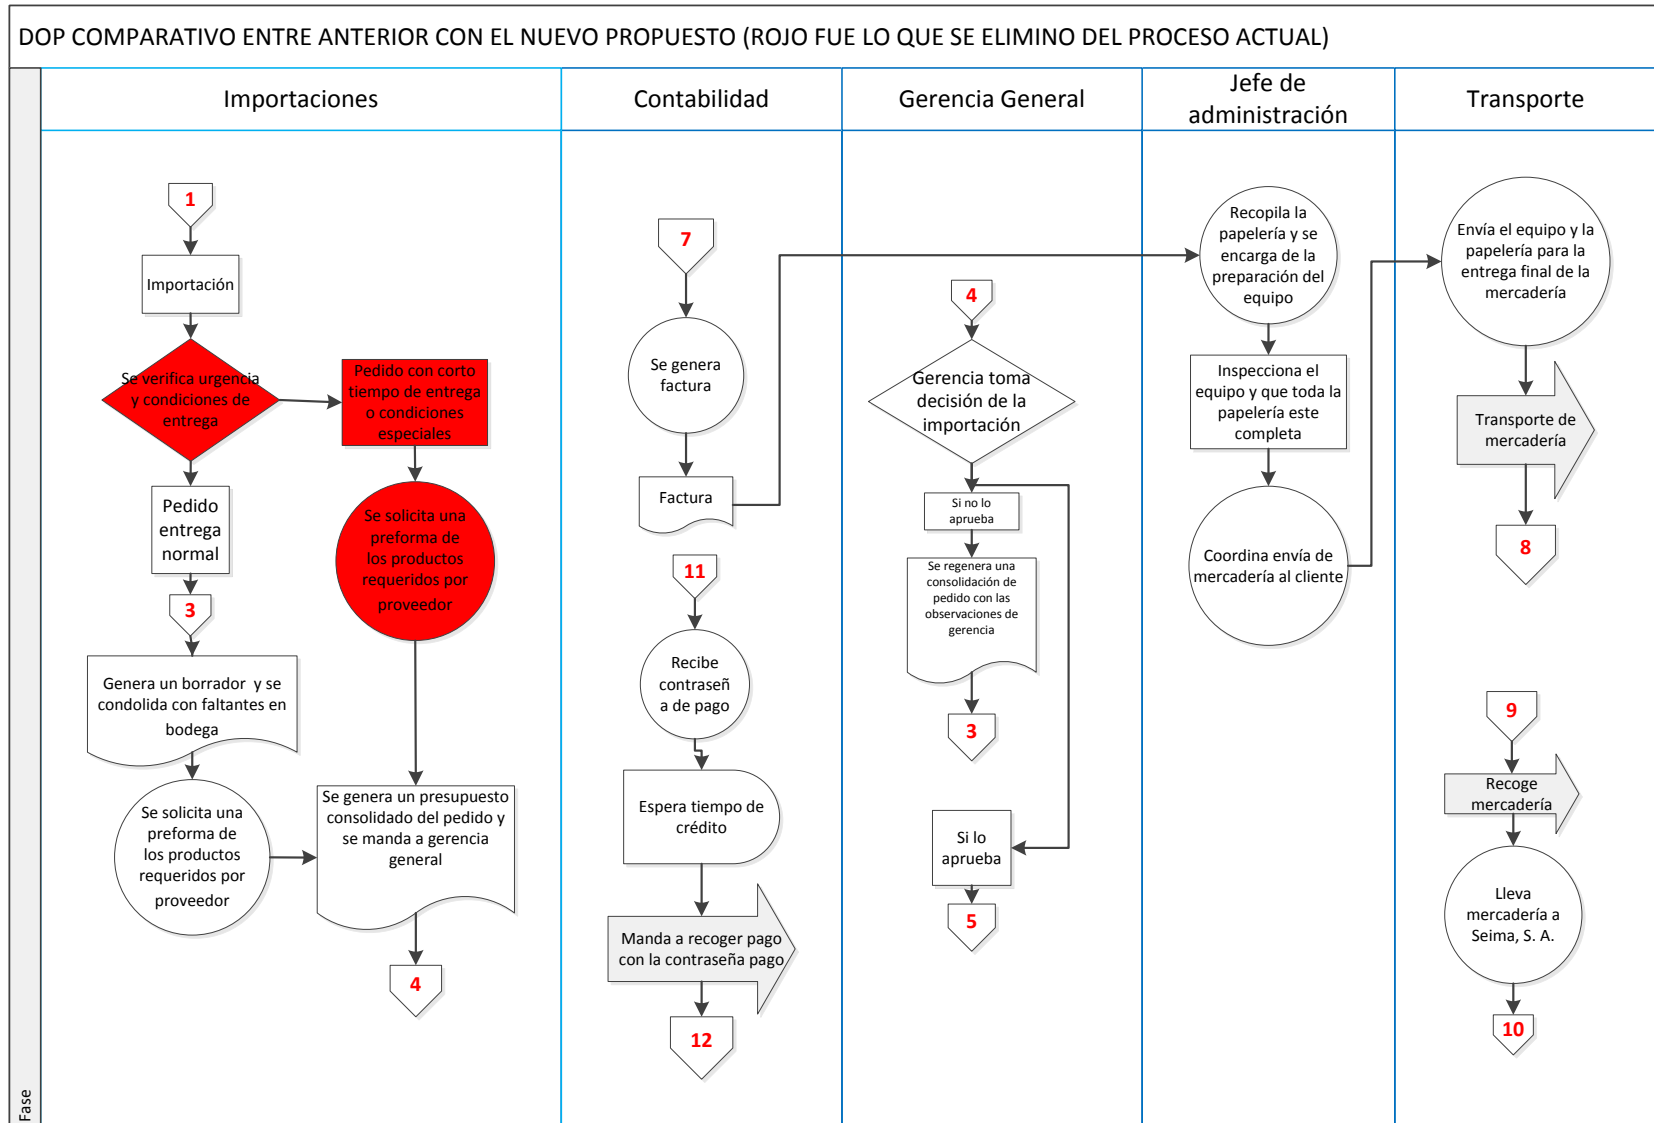 DOP COMPARATIVO ENTRE ANTERIOR CON EL NUEVO PROPUESTO (ROJO FUE LO QUE SE ELIMINO DEL PROCESO ACTUAL)
Importaciones
Contabilidad
Gerencia General
Jefe de
administración
Transporte
Fase
1
Importación
Se verifica urgencia
y condiciones de
entrega
Pedido con corto
tiempo de entrega
o condiciones
especiales
Pedido
entrega
normal
Se solicita una
preforma de
los productos
requeridos por
proveedor
3
Genera un borrador y se
condolida con faltantes en
bodega
Se solicita una
preforma de
los productos
requeridos por
proveedor
Se genera un presupuesto
consolidado del pedido y
se manda a gerencia
general
4
7
Se genera
factura
Factura
11
Recibe
contraseñ
a de pago
Espera tiempo de
crédito
Manda a recoger pago
con la contraseña pago
12
4
Gerencia toma
decisión de la
importación
Si no lo
aprueba
Se regenera una
consolidación de
pedido con las
observaciones de
gerencia
3
Si lo
aprueba
5
Recopila la
papelería y se
encarga de la
preparación del
equipo
Inspecciona el
equipo y que toda la
papelería este
completa
Coordina envía de
mercadería al cliente
Envía el equipo y la
papelería para la
entrega final de la
mercadería
Transporte de
mercadería
8
9
Recoge
mercadería
Lleva
mercadería a
Seima, S. A.
10